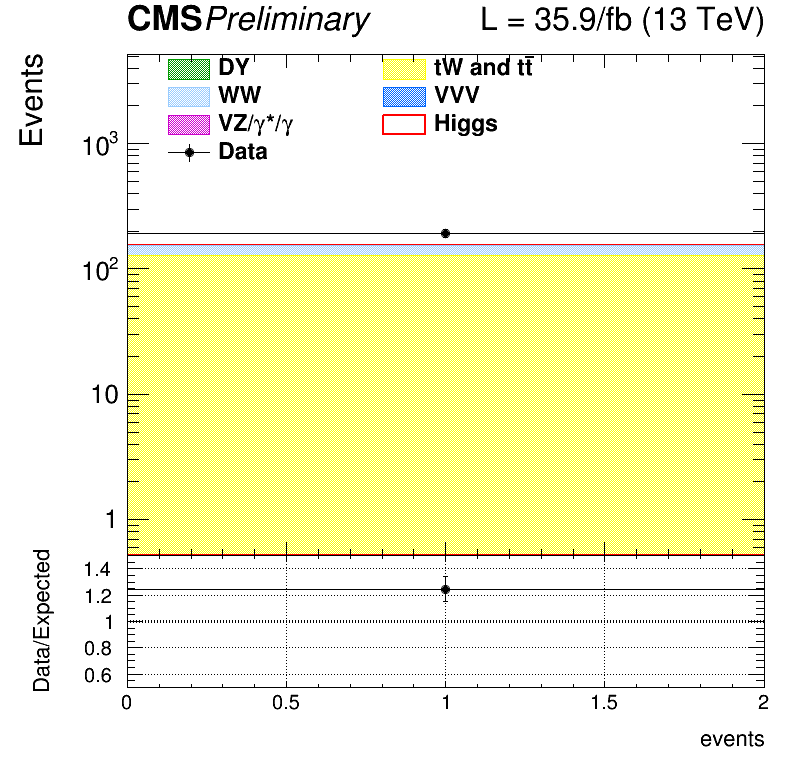 CMS Preliminary L = 35.9/fb (13 TeV)
Events
DY
tW and tt̅
WW
VVV
VZ/γ*/γ
Higgs
Data
10³
10²
10
1
Data/Expected
1.4
1.2
1
0.8
0.6
0 0.5 1 1.5 2
events